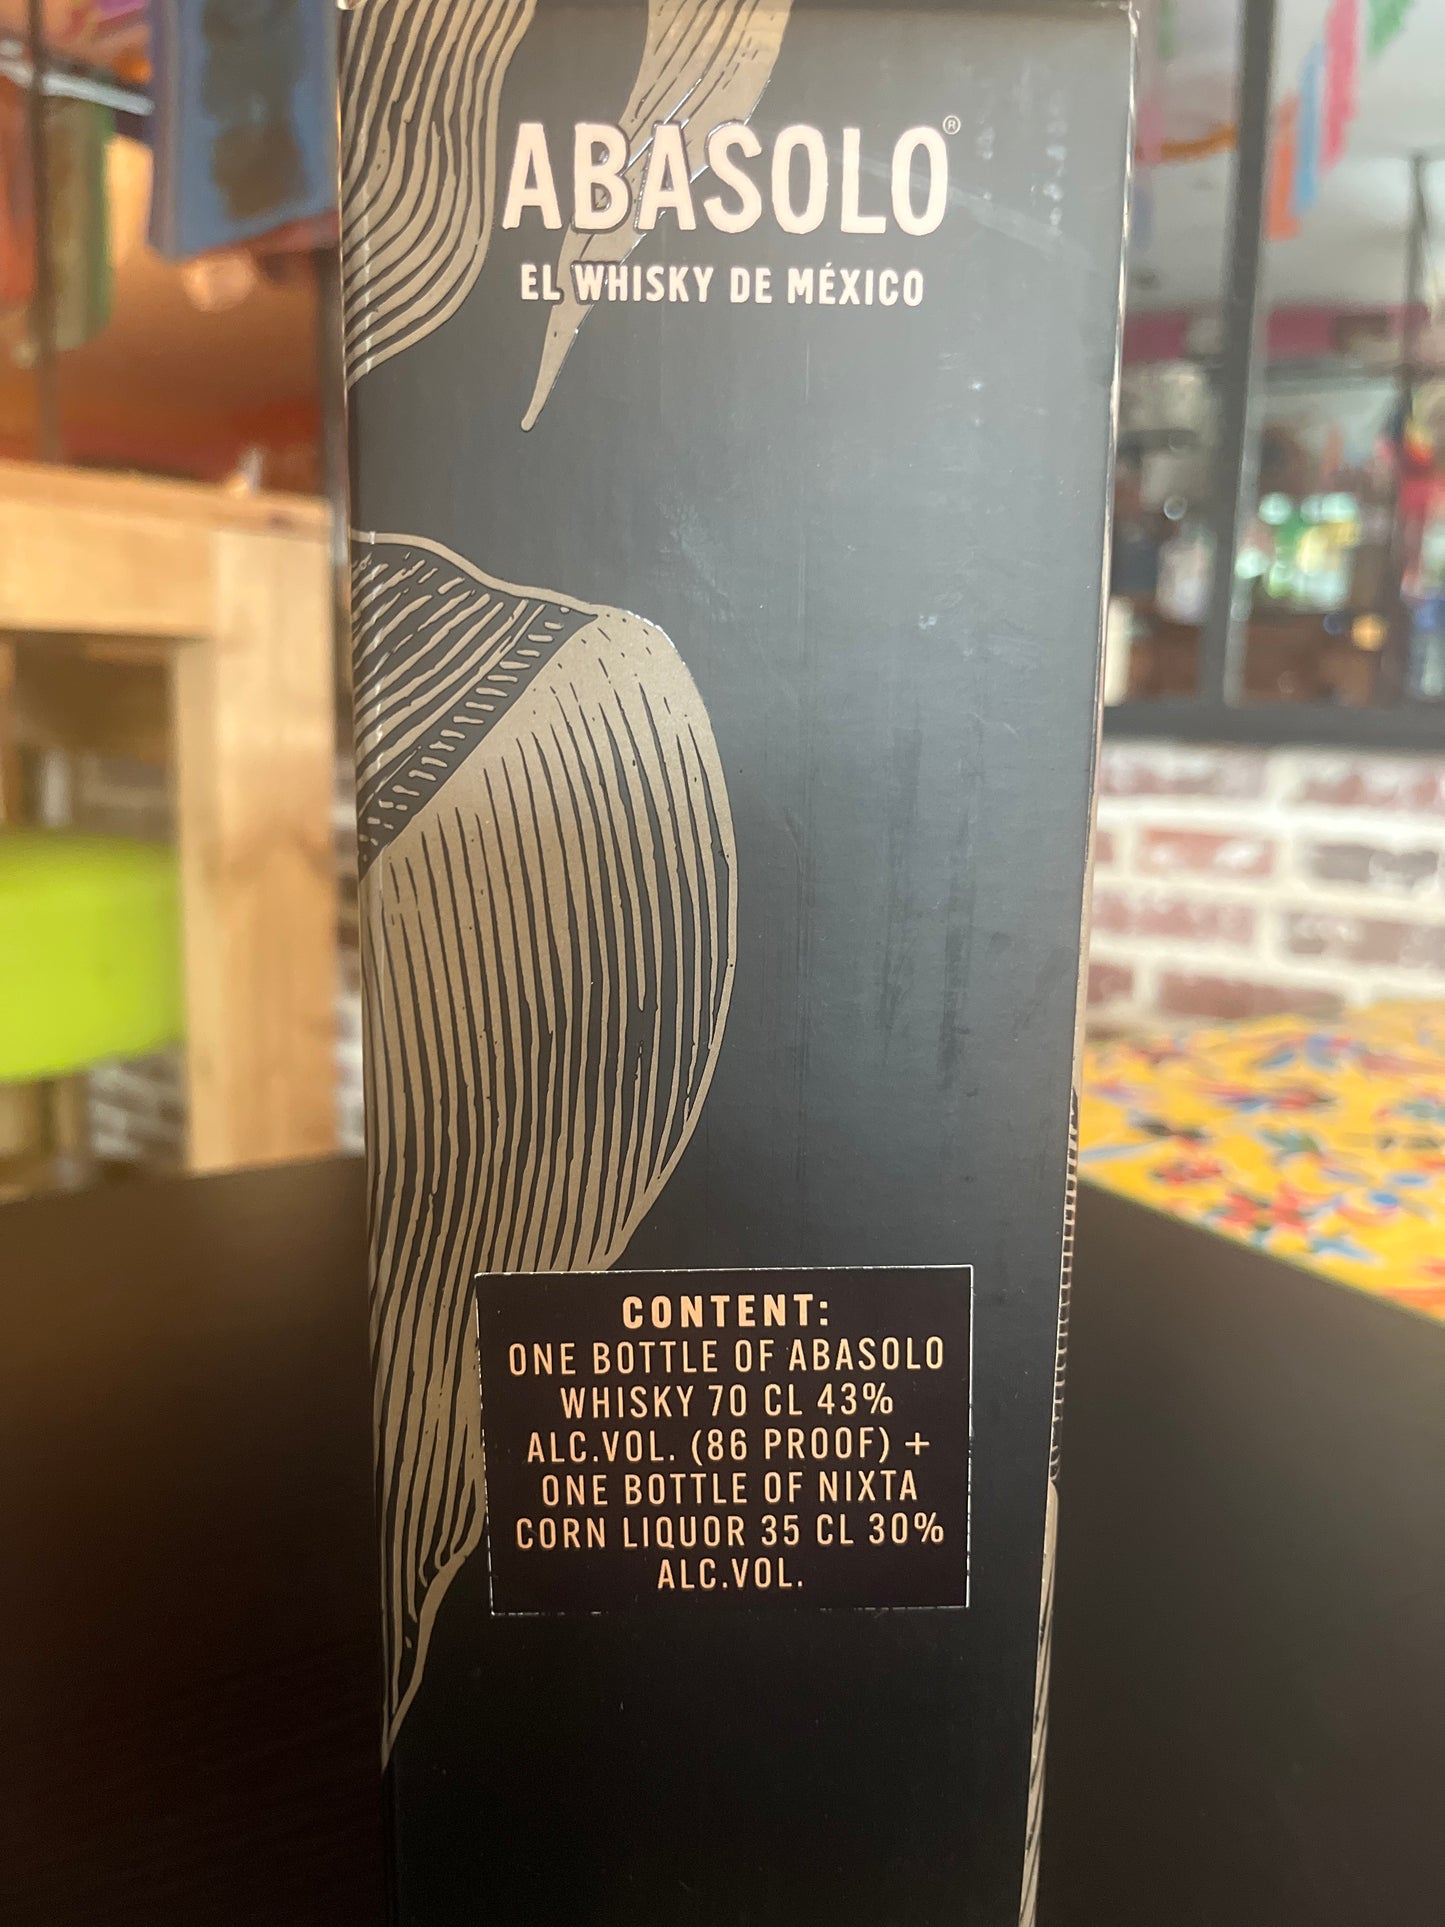 ABASOLO®
EL WHISKY DE MÉXICO
CONTENT:
ONE BOTTLE OF ABASOLO
WHISKY 70 CL 43%
ALC.VOL. (86 PROOF) +
ONE BOTTLE OF NIXTA
CORN LIQUOR 35 CL 30%
ALC.VOL.